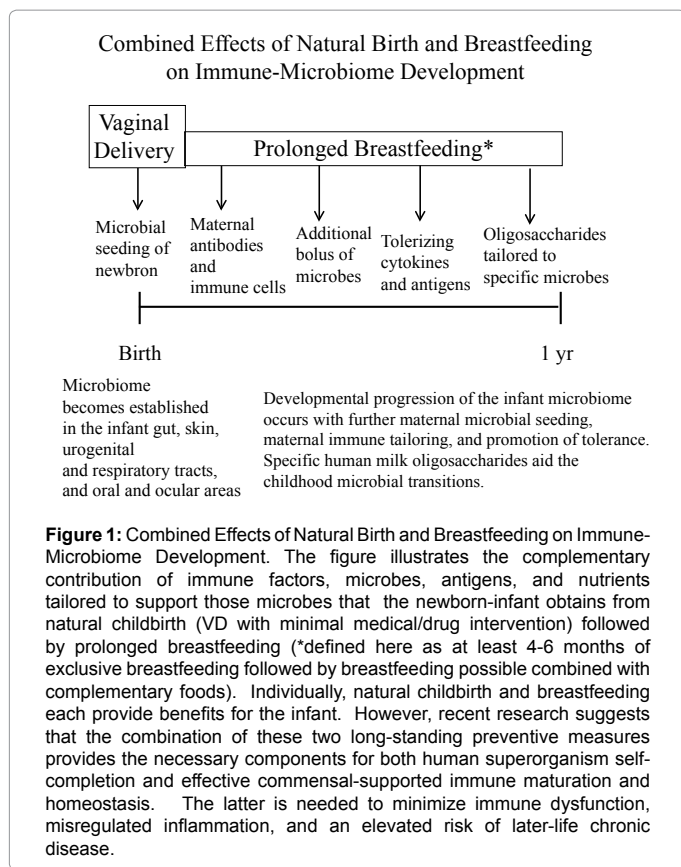 Combined Effects of Natural Birth and Breastfeeding
on Immune-Microbiome Development
Vaginal
Delivery
Prolonged Breastfeeding*
Microbial
seeding of
newbron
Maternal
antibodies
and
immune cells
Additional
bolus of
microbes
Tolerizing
cytokines
and antigens
Oligosaccharides
tailored to
specific microbes
Birth
1 yr
Microbiome
becomes established
in the infant gut, skin,
urogenital
and respiratory tracts,
and oral and ocular areas
Developmental progression of the infant microbiome
occurs with further maternal microbial seeding,
maternal immune tailoring, and promotion of tolerance.
Specific human milk oligosaccharides aid the
childhood microbial transitions.
Figure 1: Combined Effects of Natural Birth and Breastfeeding on Immune-
Microbiome Development. The figure illustrates the complementary
contribution of immune factors, microbes, antigens, and nutrients
tailored to support those microbes that the newborn-infant obtains from
natural childbirth (VD with minimal medical/drug intervention) followed
by prolonged breastfeeding (*defined here as at least 4-6 months of
exclusive breastfeeding followed by breastfeeding possible combined with
complementary foods). Individually, natural childbirth and breastfeeding
each provide benefits for the infant. However, recent research suggests
that the combination of these two long-standing preventive measures
provides the necessary components for both human superorganism self-
completion and effective commensal-supported immune maturation and
homeostasis. The latter is needed to minimize immune dysfunction,
misregulated inflammation, and an elevated risk of later-life chronic
disease.